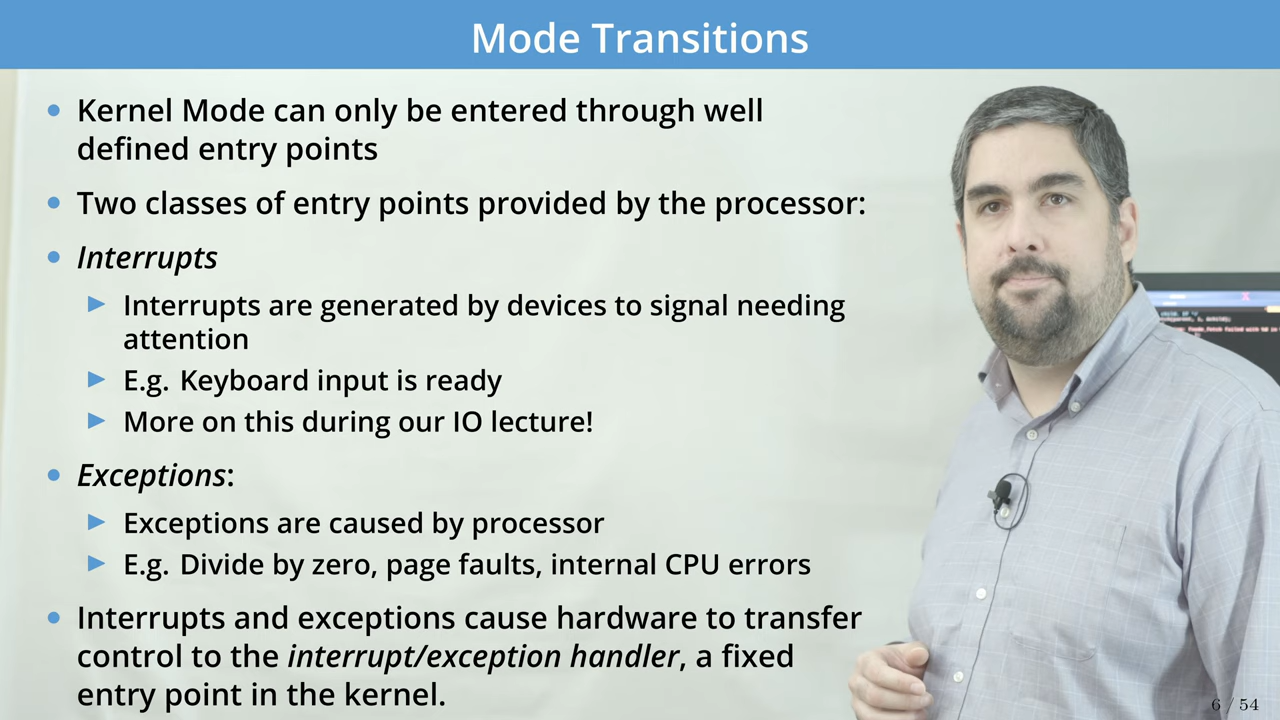 Mode Transitions
Kernel Mode can only be entered through well
defined entry points
Two classes of entry points provided by the processor:
Interrupts
Interrupts are generated by devices to signal needing
attention
E.g. Keyboard input is ready
More on this during our IO lecture!
Exceptions:
Exceptions are caused by processor
E.g. Divide by zero, page faults, internal CPU errors
Interrupts and exceptions cause hardware to transfer
control to the interrupt/exception handler, a fixed
entry point in the kernel.
6 / 54